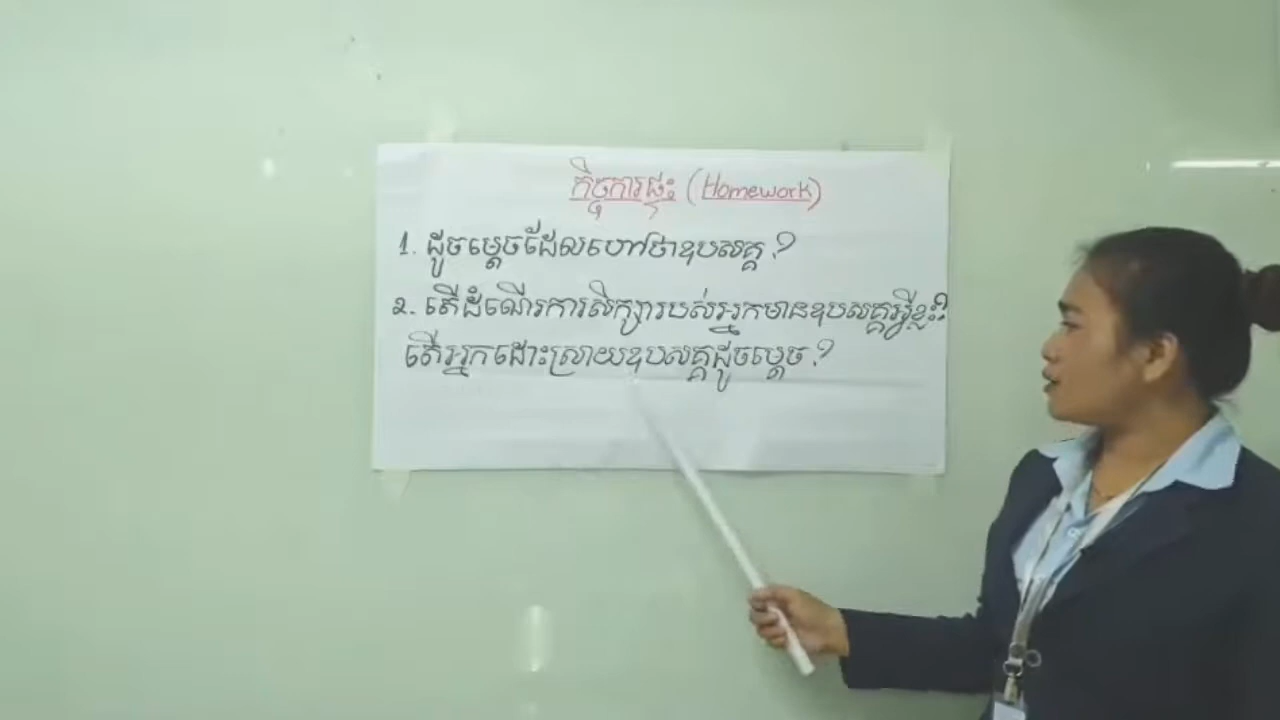 កិច្ចការផ្ទះ (Homework)
1. ដូចម្តេចដែលហៅថាឧបសគ្គ ?
២. តើដំណើរការសិក្សារបស់អ្នកមានឧបសគ្គអ្វីខ្លះ?
តើអ្នកដោះស្រាយឧបសគ្គដូចម្តេច ?